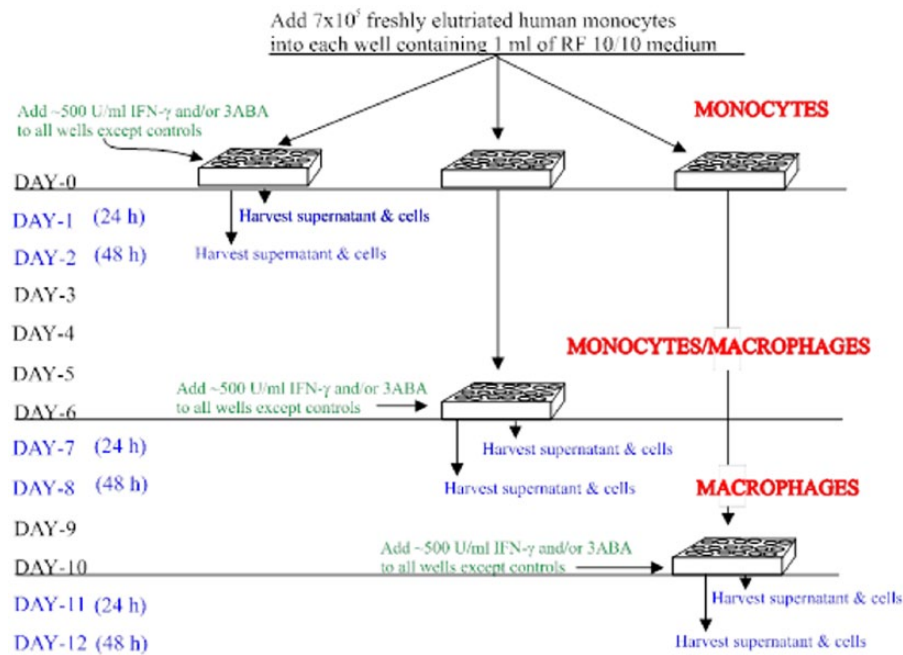 Add 7x10⁵ freshly elutriated human monocytes
into each well containing 1 ml of RF 10/10 medium
MONOCYTES
Add ~500 U/ml IFN-γ and/or 3ABA
to all wells except controls
DAY-0
DAY-1 (24 h) Harvest supernatant & cells
DAY-2 (48 h) Harvest supernatant & cells
DAY-3
DAY-4
MONOCYTES/MACROPHAGES
DAY-5
Add ~500 U/ml IFN-γ and/or 3ABA
to all wells except controls
DAY-6
DAY-7 (24 h) Harvest supernatant & cells
DAY-8 (48 h) Harvest supernatant & cells
MACROPHAGES
DAY-9
Add ~500 U/ml IFN-γ and/or 3ABA
to all wells except controls
DAY-10
DAY-11 (24 h) Harvest supernatant & cells
DAY-12 (48 h) Harvest supernatant & cells